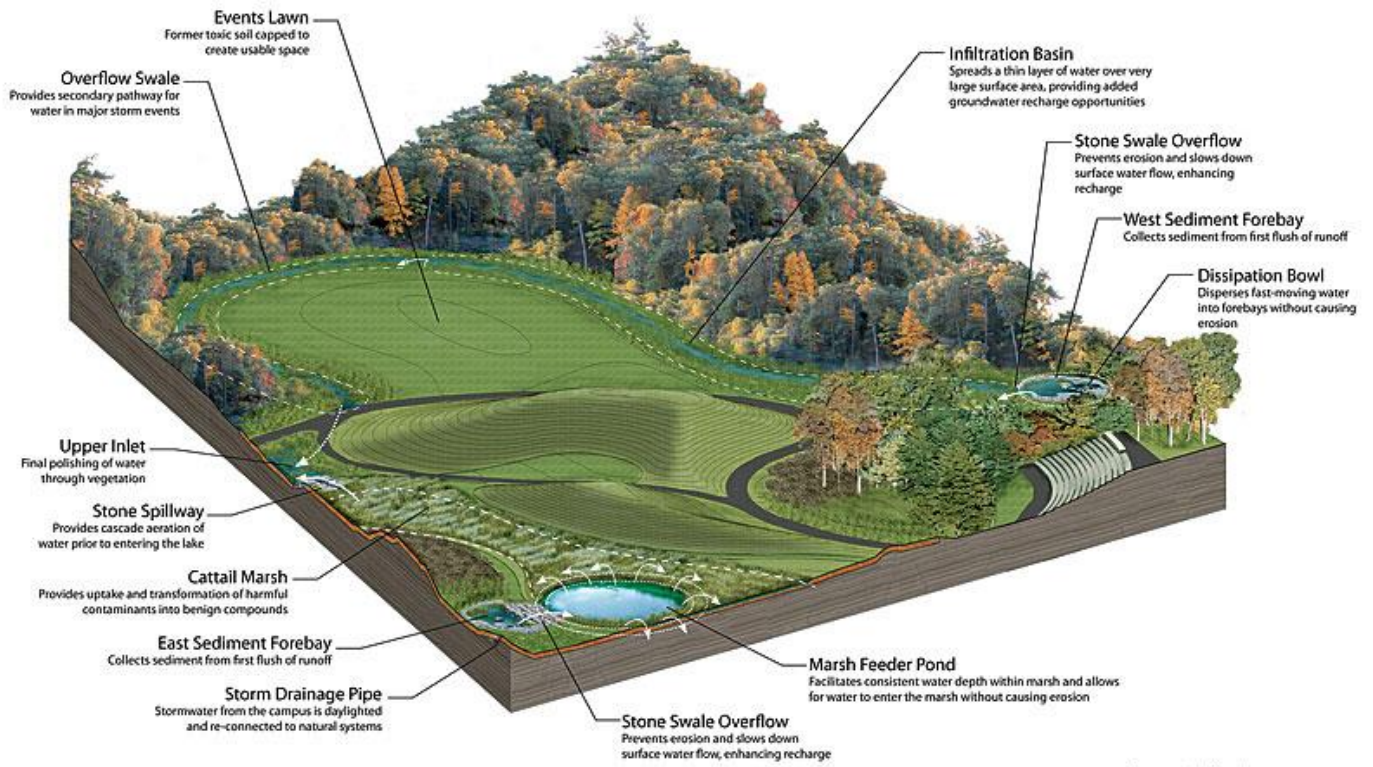 Events Lawn
Former toxic soil capped to
create usable space
Overflow Swale
Provides secondary pathway for
water in major storm events
Infiltration Basin
Spreads a thin layer of water over very
large surface area, providing added
groundwater recharge opportunities
Stone Swale Overflow
Prevents erosion and slows down
surface water flow, enhancing
recharge
West Sediment Forebay
Collects sediment from first flush of runoff
Dissipation Bowl
Disperses fast-moving water
into forebays without causing
erosion
Upper Inlet
Final polishing of water
through vegetation
Stone Spillway
Provides cascade aeration of
water prior to entering the lake
Cattail Marsh
Provides uptake and transformation of harmful
contaminants into benign compounds
East Sediment Forebay
Collects sediment from first flush of runoff
Storm Drainage Pipe
Stormwater from the campus is daylighted
and re-connected to natural systems
Marsh Feeder Pond
Facilitates consistent water depth within marsh and allows
for water to enter the marsh without causing erosion
Stone Swale Overflow
Prevents erosion and slows down
surface water flow, enhancing recharge